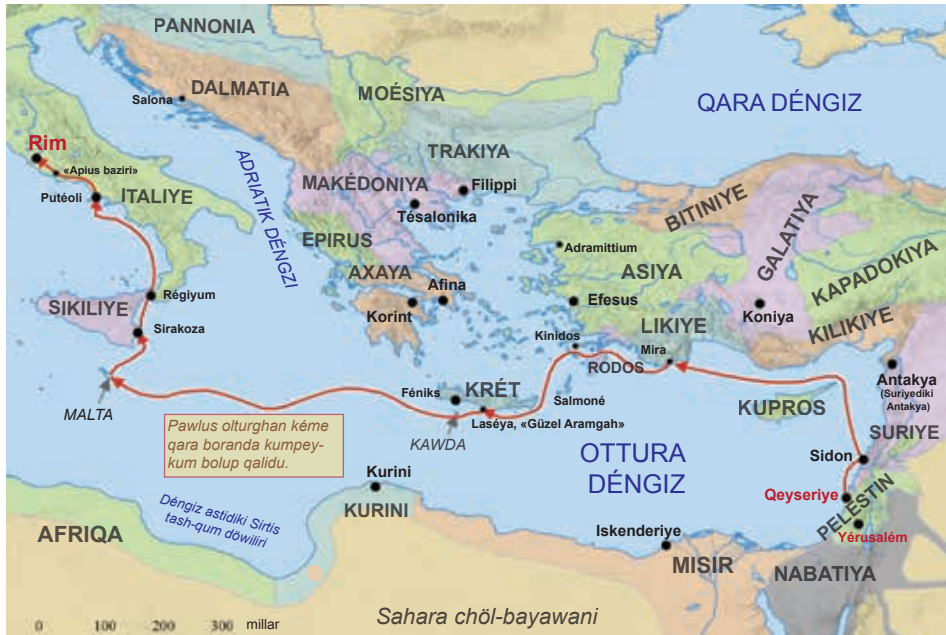 PANNONIA
DALMATIA
Salona
MOÉSIYA
QARA DÉNGIZ
Rim
«Apius baziri»
Putéoli
ITALIYE
ADRIATIK DÉNGZI
TRAKIYA
MAKÉDONIYA
Filippi
Tésalonika
EPIRUS
AXAYA
Afina
Korint
BITINIYE
GALATIYA
Adramittium
ASIYA
KAPADOKIYA
Efesus
Koniya
KILIKIYE
LIKIYE
SIKILIYE
Régiyum
Sirakoza
Kinidos
Mira
RODOS
Antakya
(Suriyediki
Antakya)
MALTA
Féniks
KRÉT
Salmoné
KUPROS
SURIYE
Laséya, «Güzel Aramgah»
KAWDA
Pawlus olturghan kéme
qara boranda kumpey-
kum bolup qalidu.
OTTURA
DÉNGIZ
Sidon
Qeyseriye
PELESTIN
Yérusalém
Kurini
KURINI
Déngiz astidiki Sirtis
tash-qum döwiliri
AFRIQA
Iskenderiye
MISIR
NABATIYA
Sahara chöl-bayawani
0 100 200 300 millar